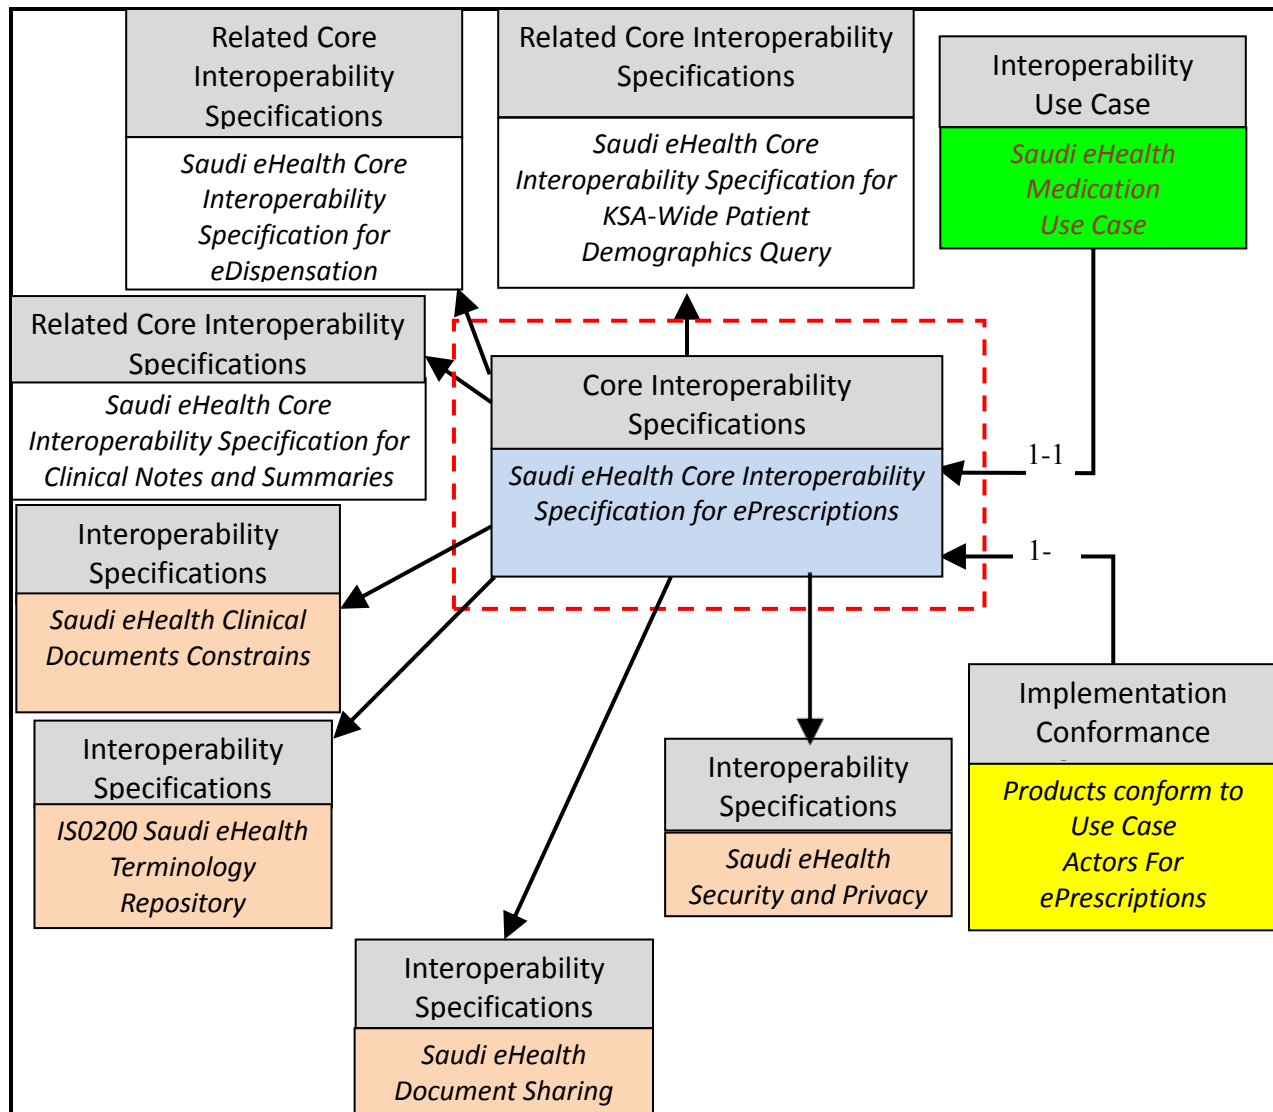 Related Core
Interoperability
Specifications
Saudi eHealth Core
Interoperability
Specification for
eDispensation
Related Core Interoperability
Specifications
Saudi eHealth Core
Interoperability Specification for
KSA-Wide Patient
Demographics Query
Interoperability
Use Case
Saudi eHealth
Medication
Use Case
Related Core Interoperability
Specifications
Saudi eHealth Core
Interoperability Specification for
Clinical Notes and Summaries
Core Interoperability
Specifications
Saudi eHealth Core Interoperability
Specification for ePrescriptions
1-1
1-
Interoperability
Specifications
Saudi eHealth Clinical
Documents Constrains
Interoperability
Specifications
IS0200 Saudi eHealth
Terminology
Repository
Interoperability
Specifications
Saudi eHealth
Document Sharing
Interoperability
Specifications
Saudi eHealth
Security and Privacy
Implementation
Conformance
Products conform to
Use Case
Actors For
ePrescriptions